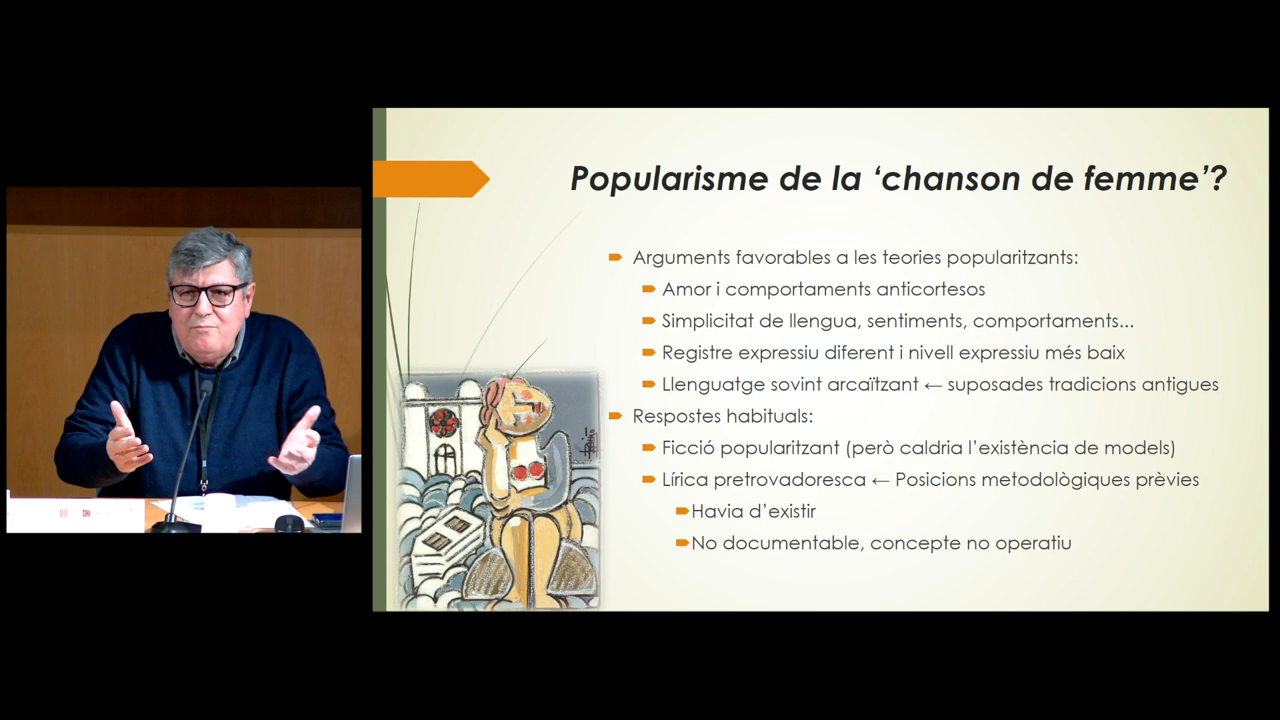 Popularisme de la ‘chanson de femme’?
Arguments favorables a les teories popularitzants:
Amor i comportaments anticortesos
Simplicitat de llengua, sentiments, comportaments...
Registre expressiu diferent i nivell expressiu més baix
Llenguatge sovint arcaïtzant ← suposades tradicions antigues
Respostes habituals:
Ficció popularitzant (però caldria l’existència de models)
Lírica pretrovadoresca ← Posicions metodològiques prèvies
Havia d’existir
No documentable, concepte no operatiu